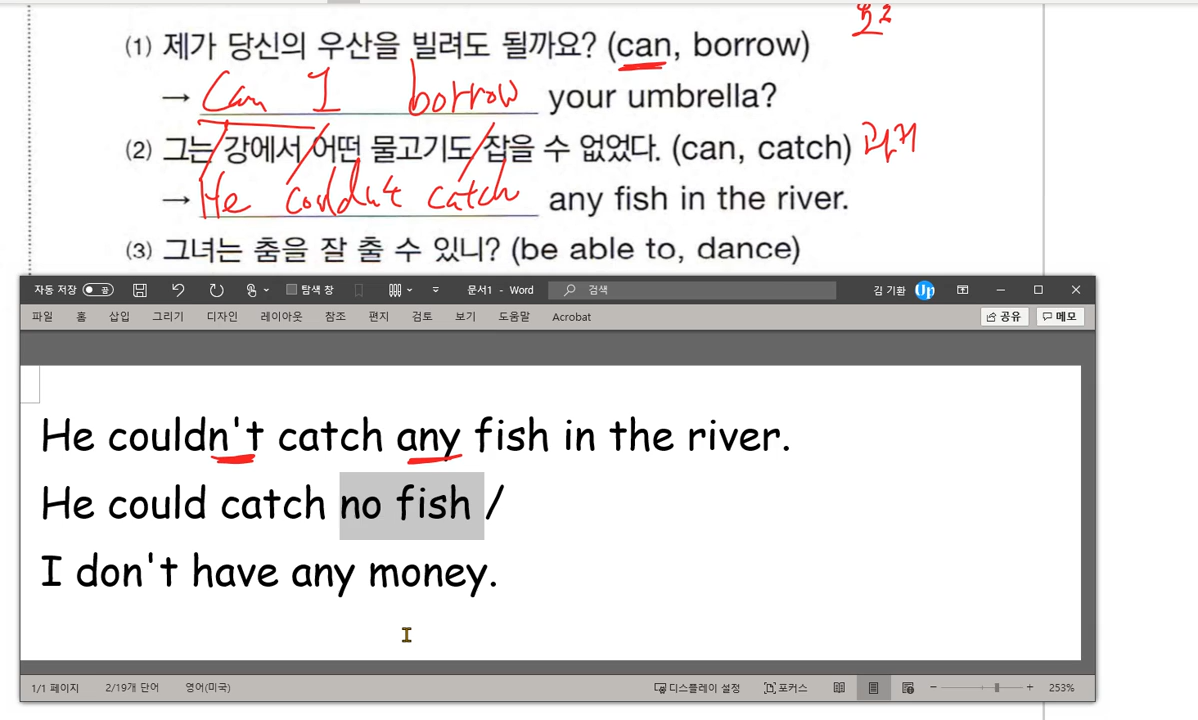 (1) 제가 당신의 우산을 빌려도 될까요? (can, borrow)
→ Can I borrow your umbrella?
(2) 그는 강에서 어떤 물고기도 잡을 수 없었다. (can, catch) 과거
→ He couldn't catch any fish in the river.
(3) 그녀는 춤을 잘 출 수 있니? (be able to, dance)
자동 저장 끔 탐색 창 문서1 - Word 검색 김 기환 Up
파일 홈 삽입 그리기 디자인 레이아웃 참조 편지 검토 보기 도움말 Acrobat 공유 메모
He couldn't catch any fish in the river.
He could catch no fish /
I don't have any money.
1/1 페이지 2/19개 단어 영어(미국) 디스플레이 설정 포커스 253%